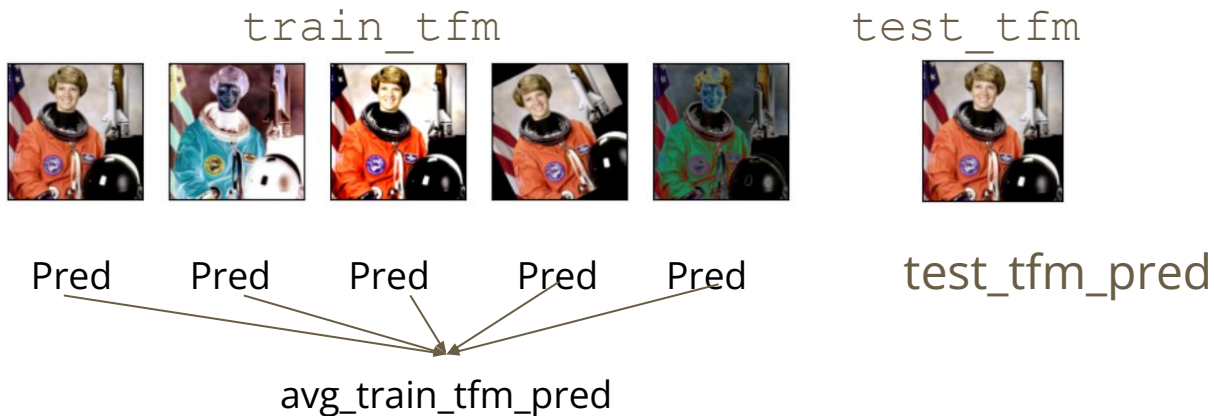 train_tfm
test_tfm
Pred Pred Pred Pred Pred
test_tfm_pred
avg_train_tfm_pred